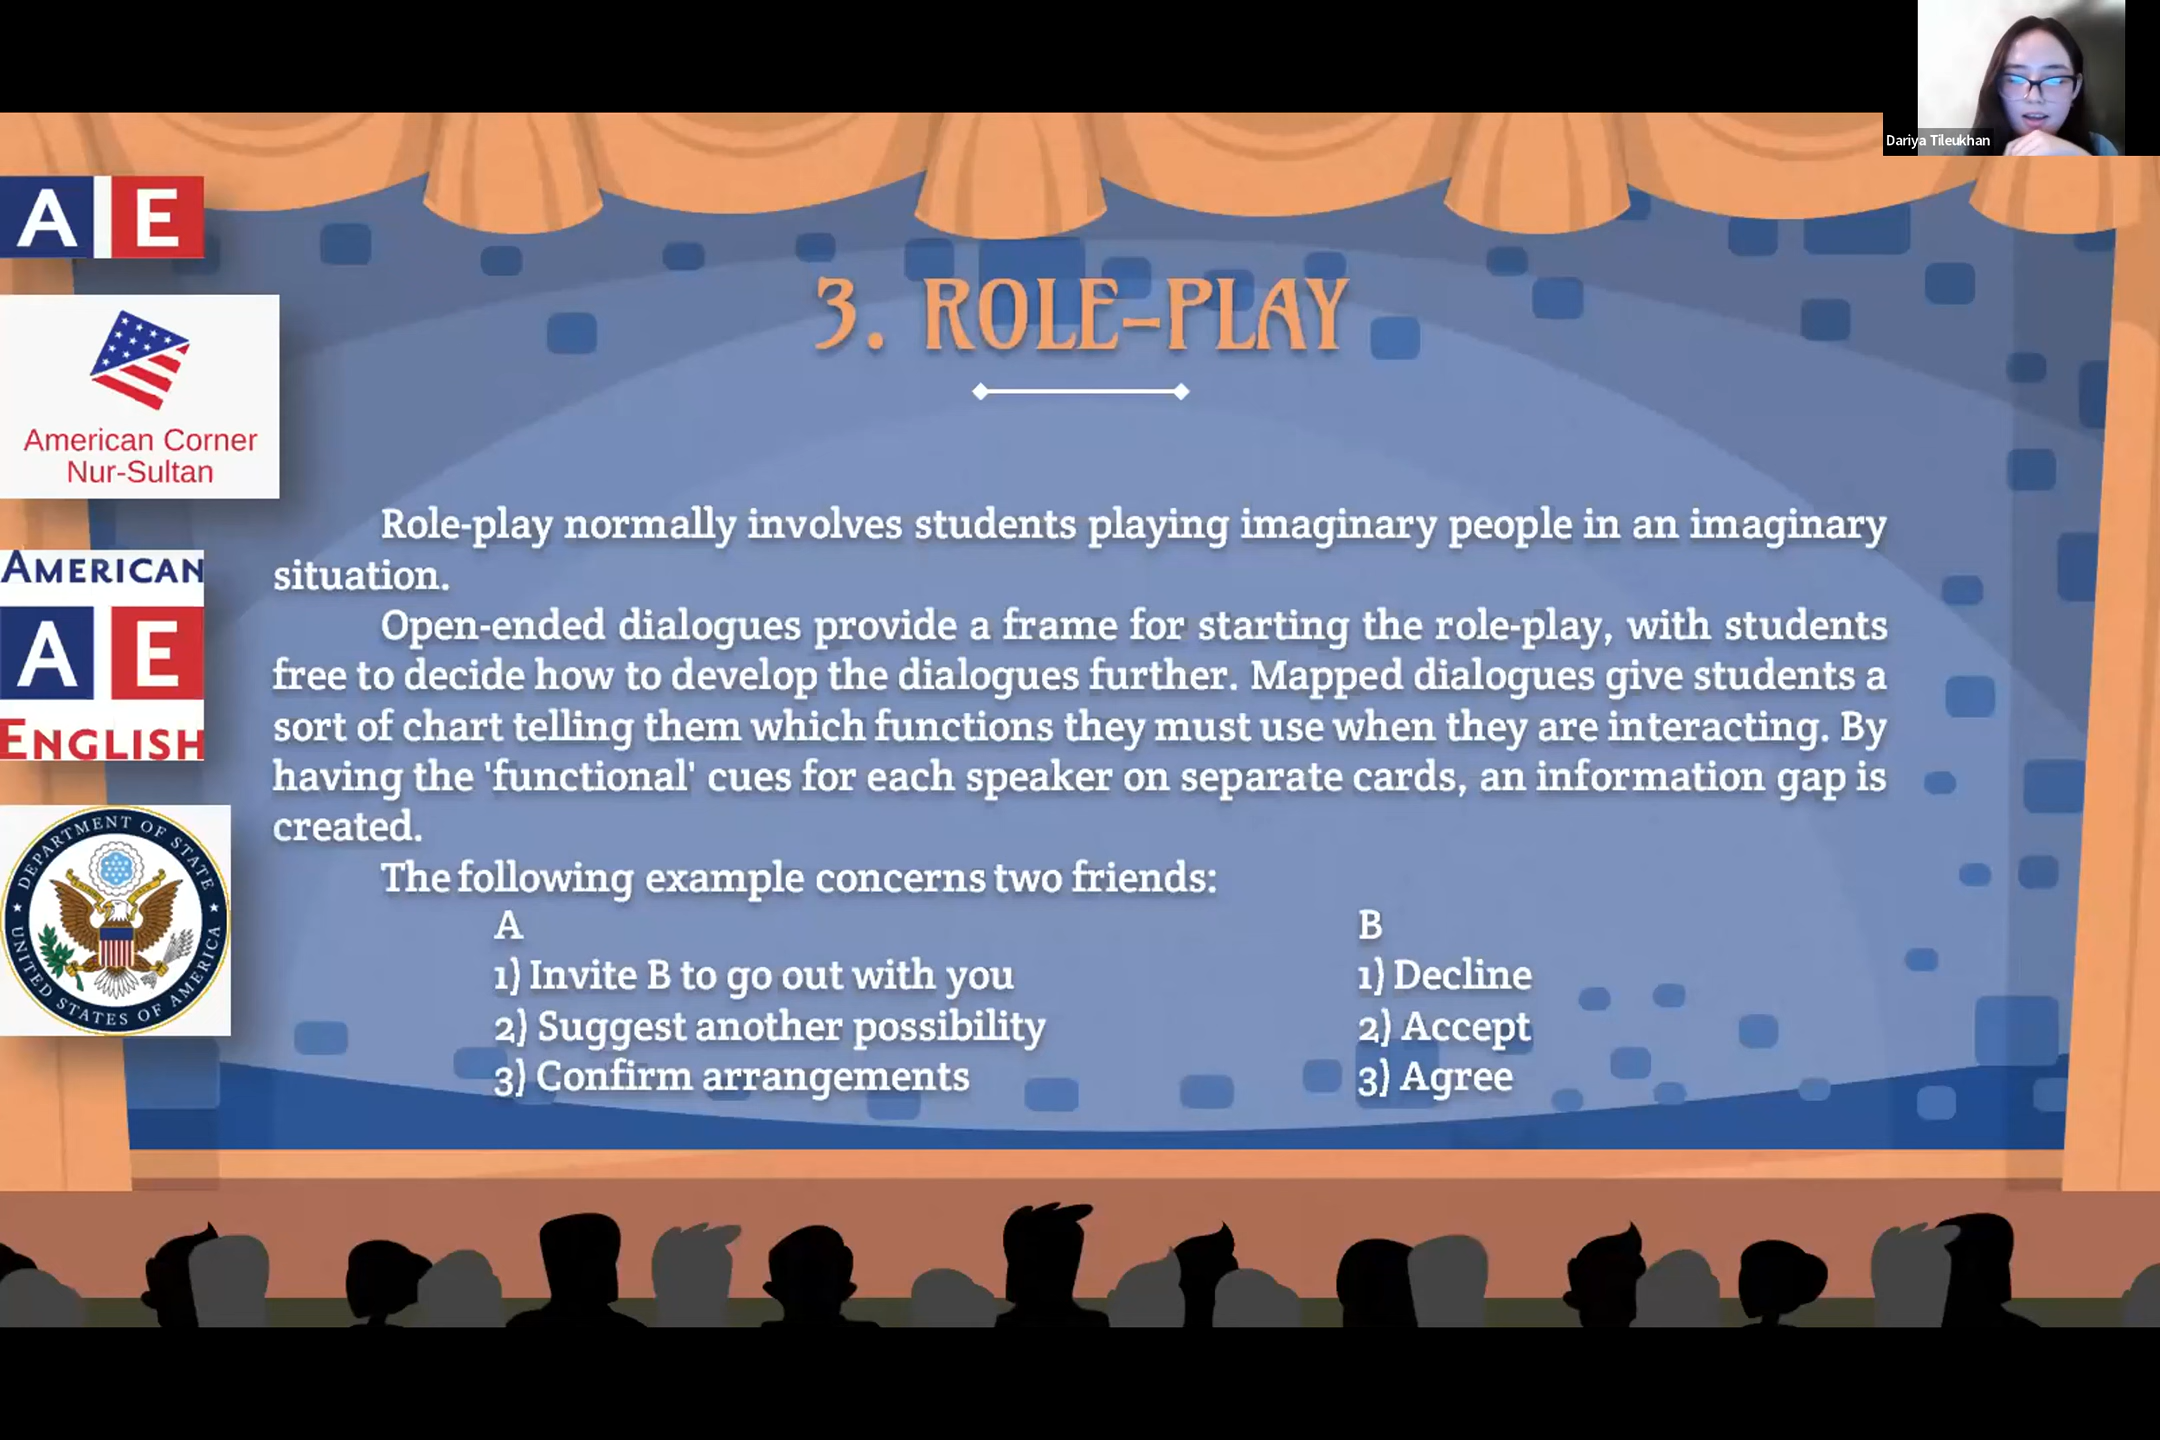 Dariya Tileukhan
A E
3. ROLE-PLAY
American Corner
Nur-Sultan
Role-play normally involves students playing imaginary people in an imaginary
situation.
Open-ended dialogues provide a frame for starting the role-play, with students
free to decide how to develop the dialogues further. Mapped dialogues give students a
sort of chart telling them which functions they must use when they are interacting. By
having the 'functional' cues for each speaker on separate cards, an information gap is
created.
The following example concerns two friends:
A
1) Invite B to go out with you
2) Suggest another possibility
3) Confirm arrangements
B
1) Decline
2) Accept
3) Agree
AMERICAN
A E
ENGLISH
DEPARTMENT OF STATE
UNITED STATES OF AMERICA